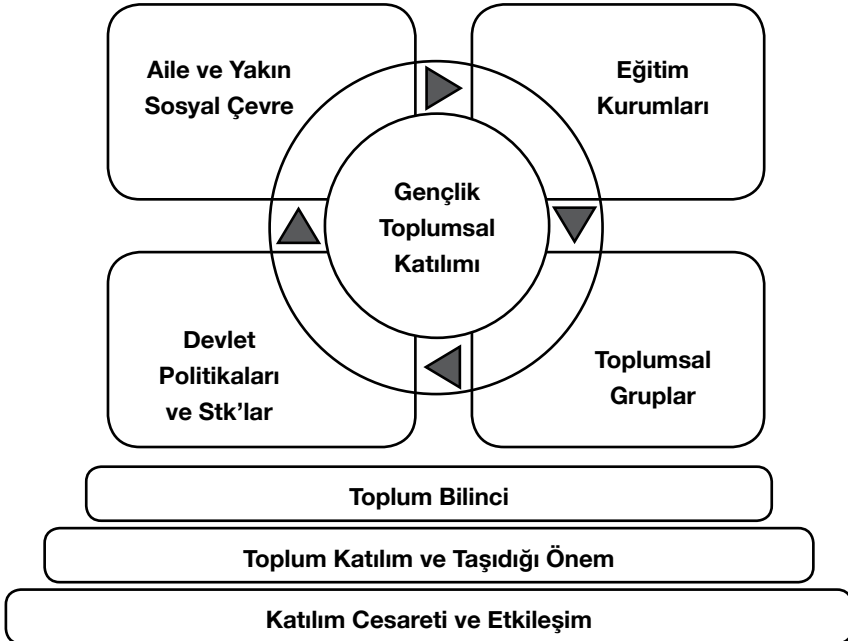 Aile ve Yakın
Sosyal Çevre
Eğitim
Kurumları
Gençlik
Toplumsal
Katılımı
Devlet
Politikaları
ve Stk’lar
Toplumsal
Gruplar
Toplum Bilinci
Toplum Katılım ve Taşıdığı Önem
Katılım Cesareti ve Etkileşim